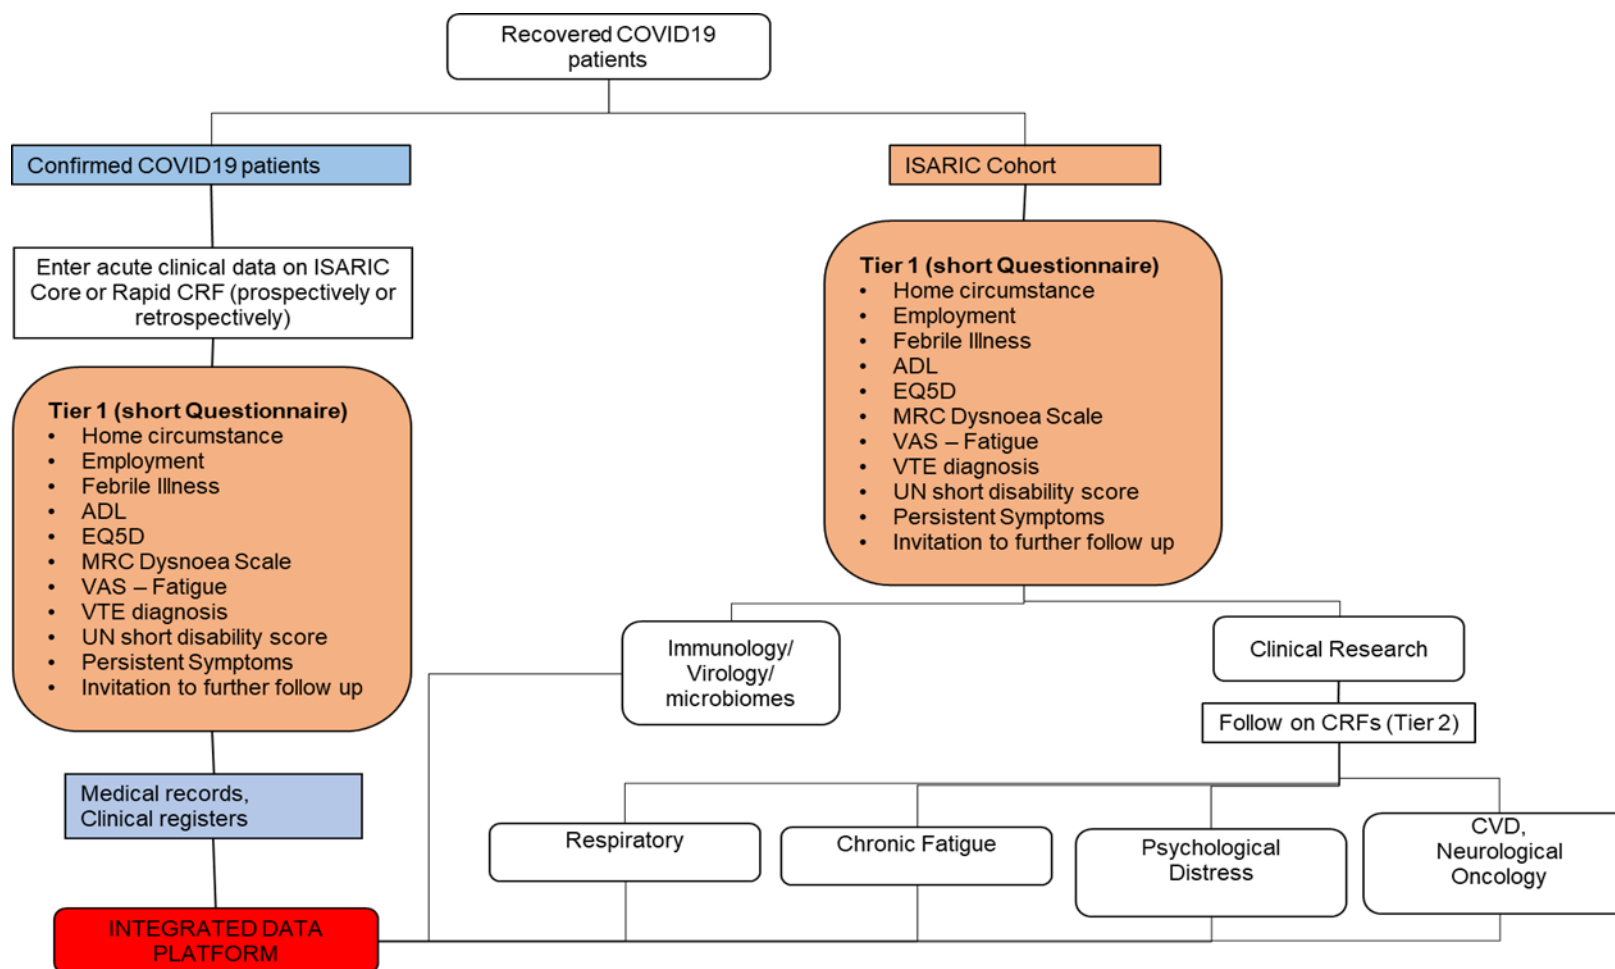 Recovered COVID19
patients
Confirmed COVID19 patients
ISARIC Cohort
Enter acute clinical data on ISARIC
Core or Rapid CRF (prospectively or
retrospectively)
Tier 1 (short Questionnaire)
• Home circumstance
• Employment
• Febrile Illness
• ADL
• EQ5D
• MRC Dysnoea Scale
• VAS – Fatigue
• VTE diagnosis
• UN short disability score
• Persistent Symptoms
• Invitation to further follow up
Tier 1 (short Questionnaire)
• Home circumstance
• Employment
• Febrile Illness
• ADL
• EQ5D
• MRC Dysnoea Scale
• VAS – Fatigue
• VTE diagnosis
• UN short disability score
• Persistent Symptoms
• Invitation to further follow up
Immunology/
Virology/
microbiomes
Clinical Research
Follow on CRFs (Tier 2)
Medical records,
Clinical registers
Respiratory
Chronic Fatigue
Psychological
Distress
CVD,
Neurological
Oncology
INTEGRATED DATA
PLATFORM